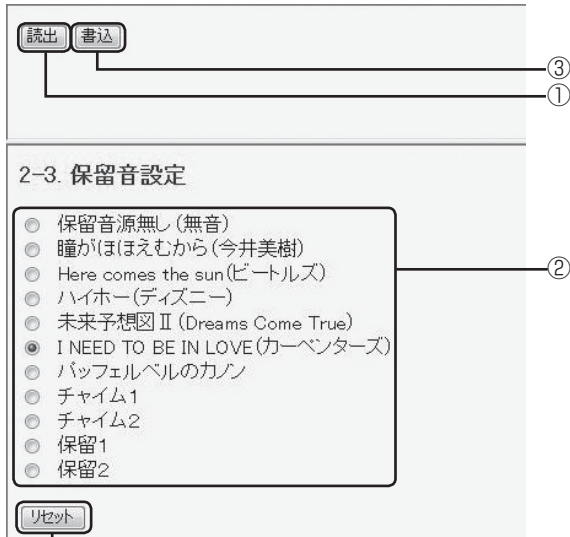 読出 書込
③
①
2-3. 保留音設定
保留音源無し(無音)
瞳がほほえむから(今井美樹)
Here comes the sun(ビートルズ)
ハイホー(ディズニー)
未来予想図Ⅱ(Dreams Come True)
I NEED TO BE IN LOVE(カーペンターズ)
②
パッフェルベルのカノン
チャイム1
チャイム2
保留1
保留2
リセット